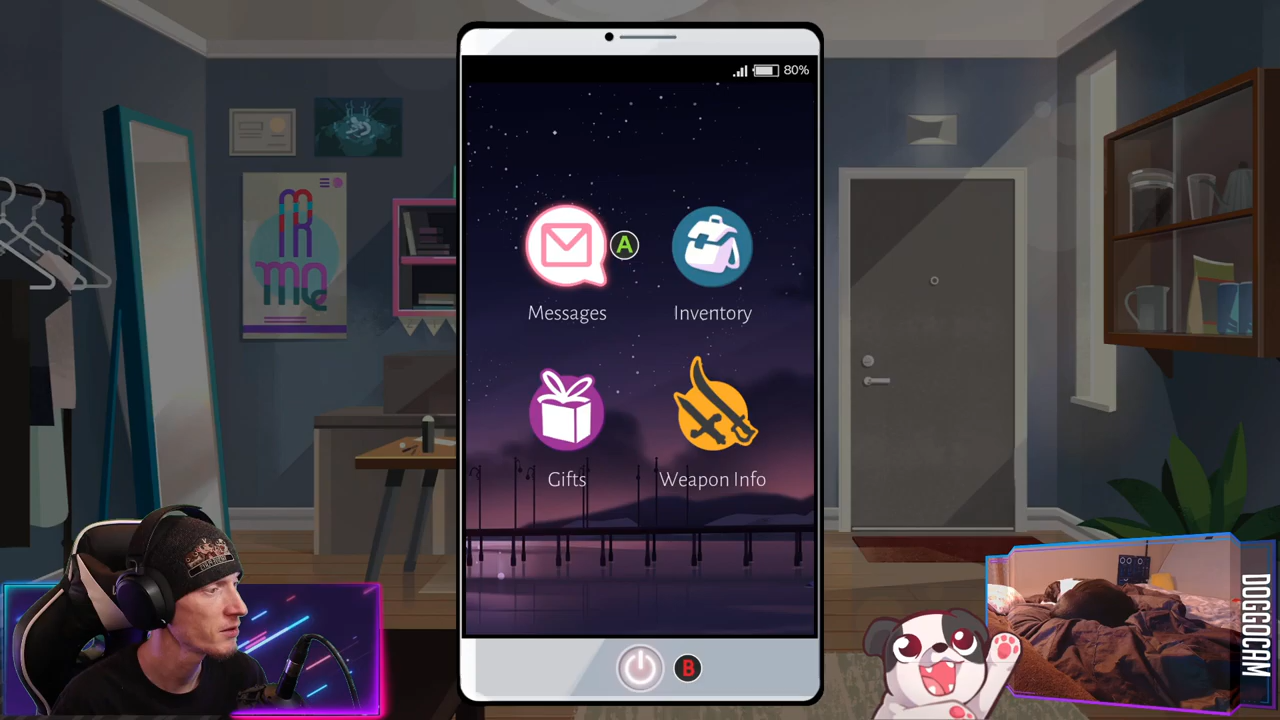 80%
A
Messages
Inventory
Gifts
Weapon Info
B
DOGGOCAM